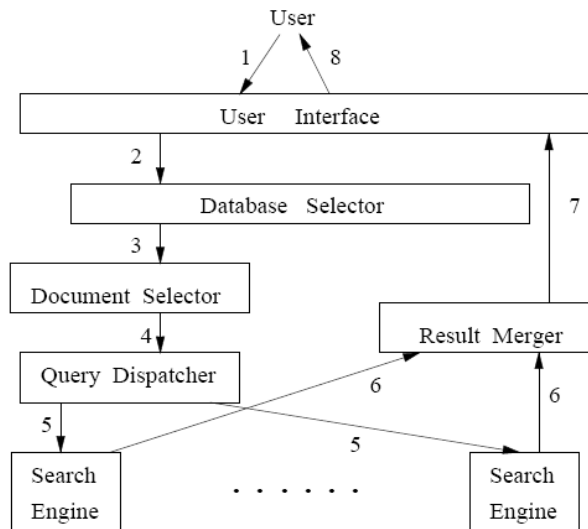 User
1
8
User Interface
2
7
Database Selector
3
Document Selector
4
Result Merger
Query Dispatcher
6
6
5
5
Search
Engine
. . . . . .
Search
Engine